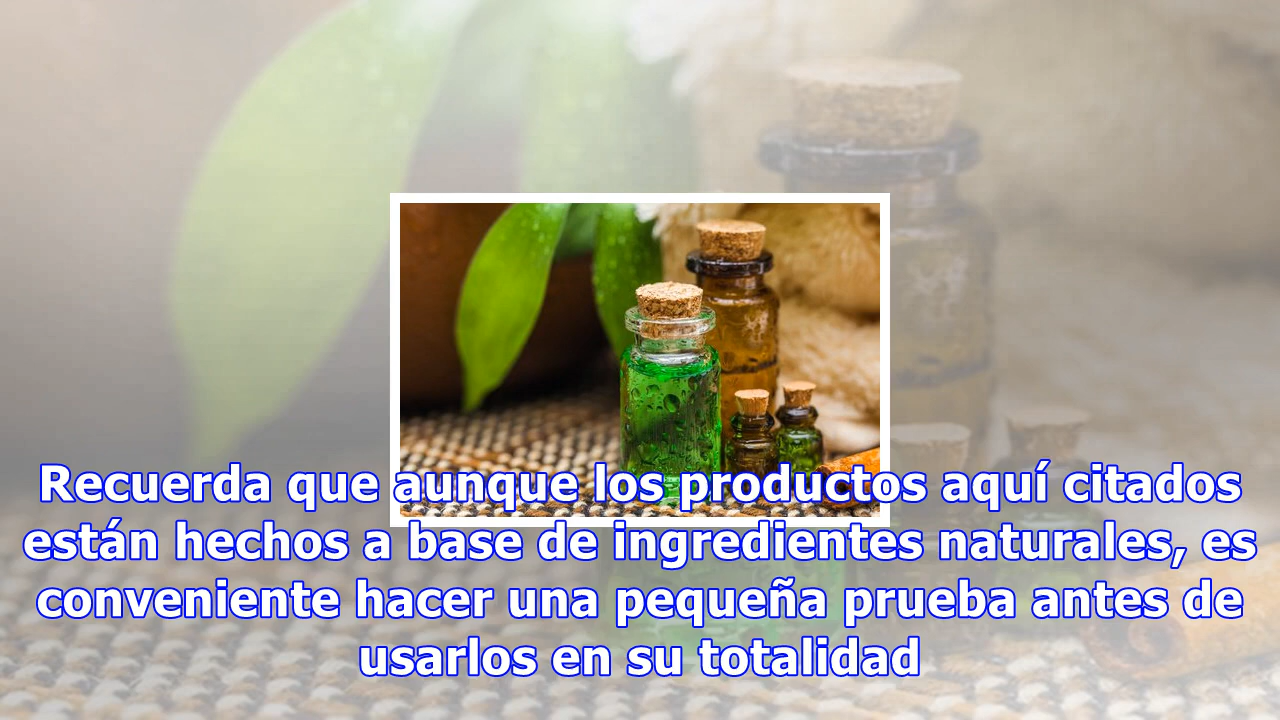 Recuerda que aunque los productos aquí citados
están hechos a base de ingredientes naturales, es
conveniente hacer una pequeña prueba antes de
usarlos en su totalidad